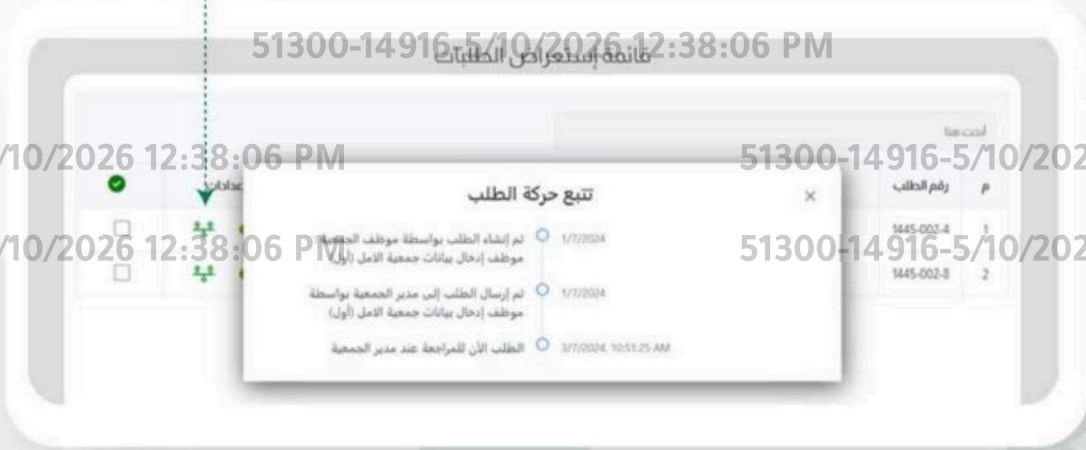 51300-14916-5/10/2026 12:38:06 PM
قائمة إستعراض الطلبات
أبحث هنا
/10/2026 12:38:06 PM
51300-14916-5/10/202
م
رقم الطلب
عدادات
تتبع حركة الطلب
×
1
1445-002-4
2
1445-002-8
1/7/2024
تم إنشاء الطلب بواسطة موظف الجمعية
موظف إدخال بيانات جمعية الامل (أول)
/10/2026 12:38:06 PM
51300-14916-5/10/202
1/7/2024
تم إرسال الطلب إلى مدير الجمعية بواسطة
موظف إدخال بيانات جمعية الامل (أول)
3/7/2024, 10:51:25 AM
الطلب الأن للمراجعة عند مدير الجمعية